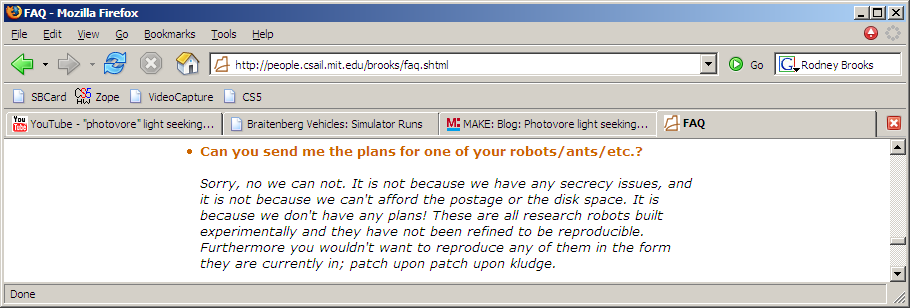 FAQ - Mozilla Firefox
File Edit View Go Bookmarks Tools Help
http://people.csail.mit.edu/brooks/faq.shtml Go G Rodney Brooks
SBCard CS5 HW Zope VideoCapture CS5
You Tube YouTube - "photovore" light seeking... Braitenberg Vehicles: Simulator Runs M: MAKE: Blog: Photovore light seeking... FAQ
• Can you send me the plans for one of your robots/ants/etc.?
Sorry, no we can not. It is not because we have any secrecy issues, and
it is not because we can't afford the postage or the disk space. It is
because we don't have any plans! These are all research robots built
experimentally and they have not been refined to be reproducible.
Furthermore you wouldn't want to reproduce any of them in the form
they are currently in; patch upon patch upon kludge.
Done